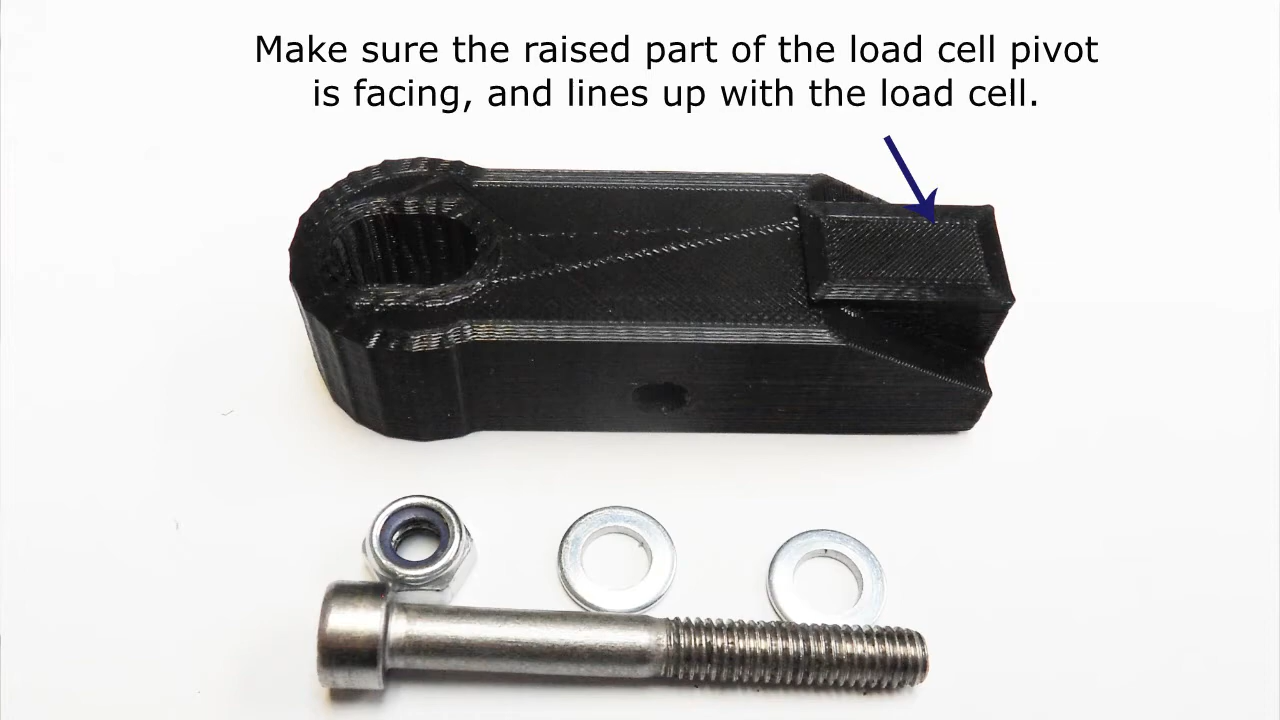 Make sure the raised part of the load cell pivot
is facing, and lines up with the load cell.